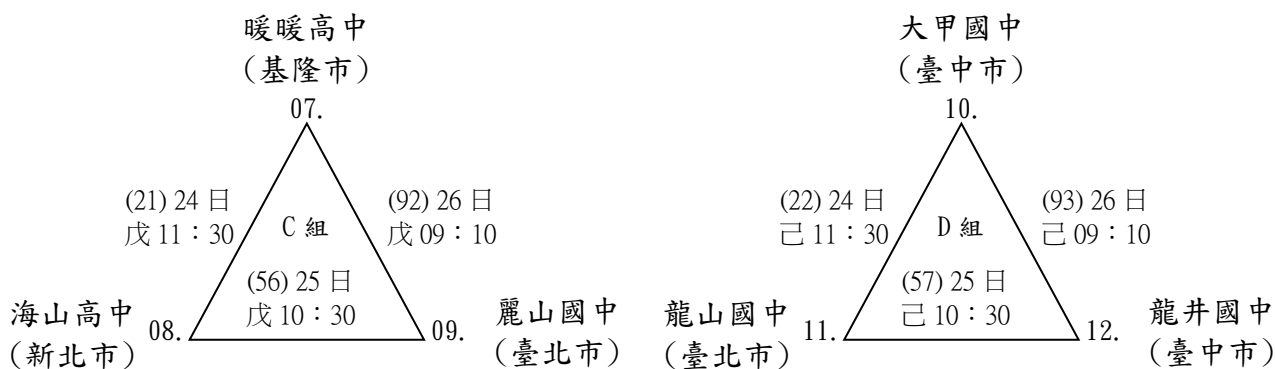 暖暖高中
（基隆市）
07.
(21) 24 日
戊 11：30
(92) 26 日
戊 09：10
C 組
(56) 25 日
戊 10：30
海山高中
（新北市）
08.
09.
麗山國中
（臺北市）
大甲國中
（臺中市）
10.
(22) 24 日
己 11：30
(93) 26 日
己 09：10
D 組
(57) 25 日
己 10：30
龍山國中
（臺北市）
11.
12.
龍井國中
（臺中市）